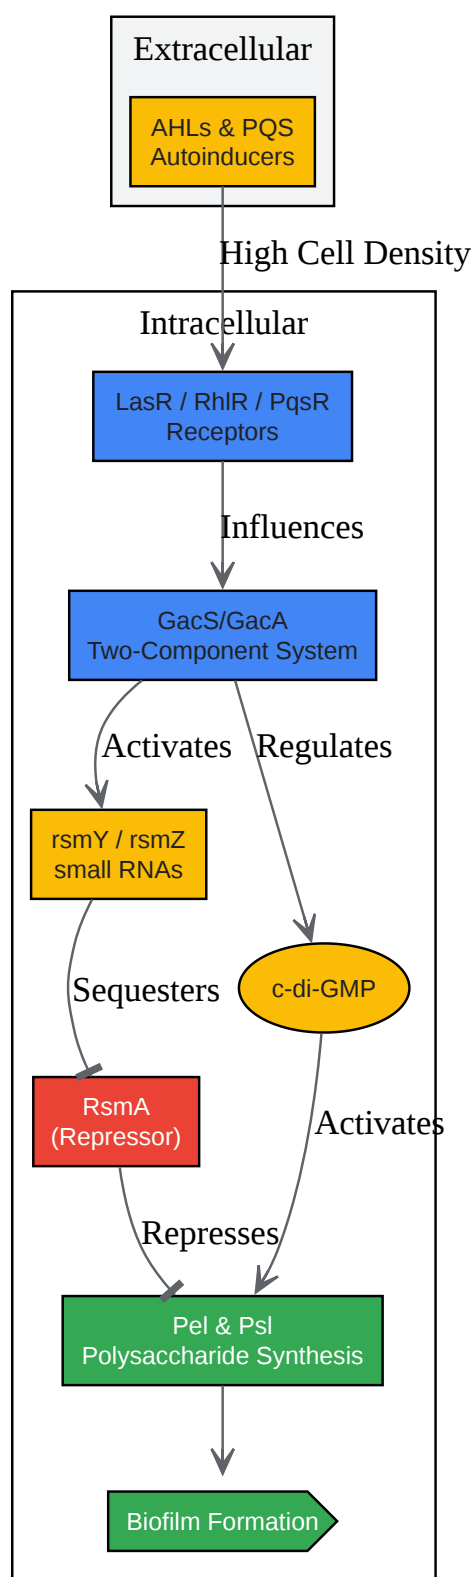 Extracellular
AHLs & PQS
Autoinducers
High Cell Density
Intracellular
LasR / RhlR / PqsR
Receptors
Influences
GacS/GacA
Two-Component System
Activates
Regulates
rsmY / rsmZ
small RNAs
Sequesters
c-di-GMP
RsmA
(Repressor)
Activates
Represses
Pel & Psl
Polysaccharide Synthesis
Biofilm Formation